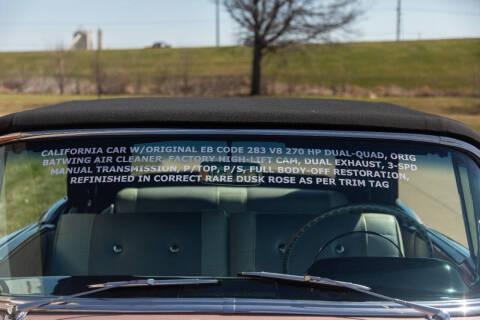 CALIFORNIA CAR W/ORIGINAL EB CODE 283 V8 270 HP DUAL-QUAD, ORIG
BATWING AIR CLEANER, FACTORY HIGH-LIFT CAM, DUAL EXHAUST, 3-SPD
MANUAL TRANSMISSION, P/TOP, P/S, FULL BODY-OFF RESTORATION,
REFINISHED IN CORRECT RARE DUSK ROSE AS PER TRIM TAG